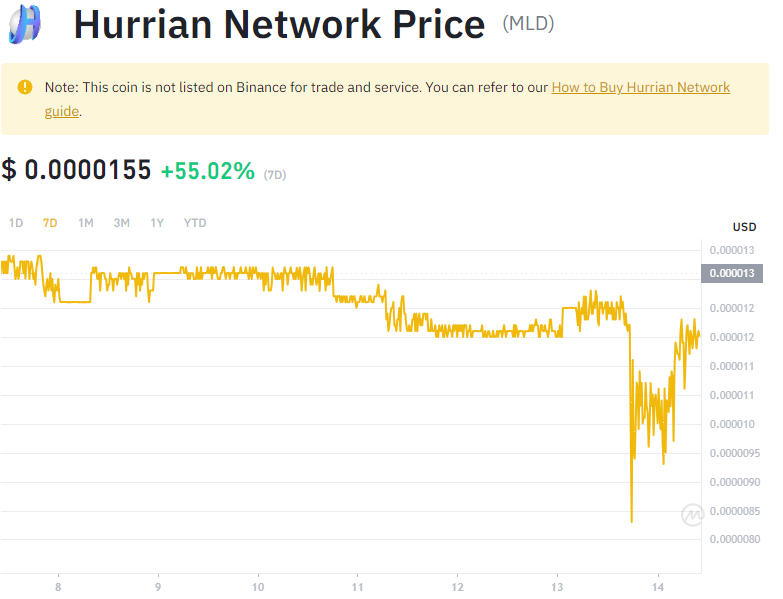 Hurrian Network Price (MLD)
Note: This coin is not listed on Binance for trade and service. You can refer to our How to Buy Hurrian Network
guide.
$ 0.0000155 +55.02% (7D)
1D 7D 1M 3M 1Y YTD
USD
0.000013
0.000013
0.000012
0.000012
0.000011
0.000011
0.000010
0.0000095
0.0000090
0.0000085
0.0000080
8 9 10 11 12 13 14